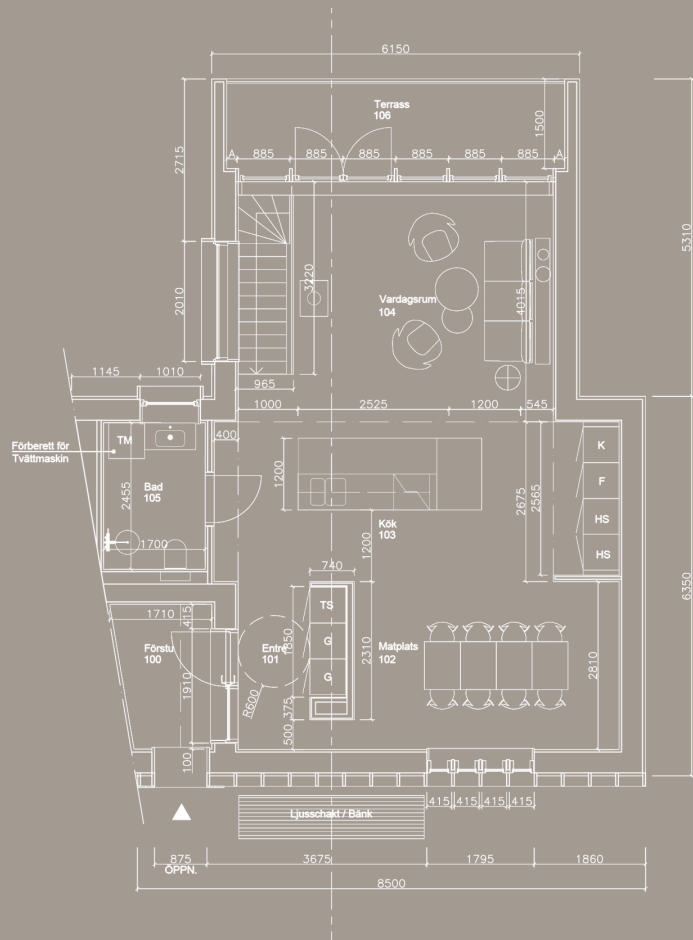 6150
Terrass
106
1500
A 885 885 885 885 885 885 A
2715
5310
2010
3220
4015
Vardagsrum
104
1145 1010
965
1000 2525 1200 545
400
TM
Förberett för
Tvättmaskin
Bad
105
2455
1700
1200
2675
2565
K
F
HS
HS
Kök
103
1200
740
6350
1710
415
TS
Förstu
100
Entré
101
1850
G
G
2310
Matplats
102
2810
1910
R600
375
500
100
415 415 415 415
Ljusschakt / Bänk
875 3675 1795 1860
ÖPPN.
8500